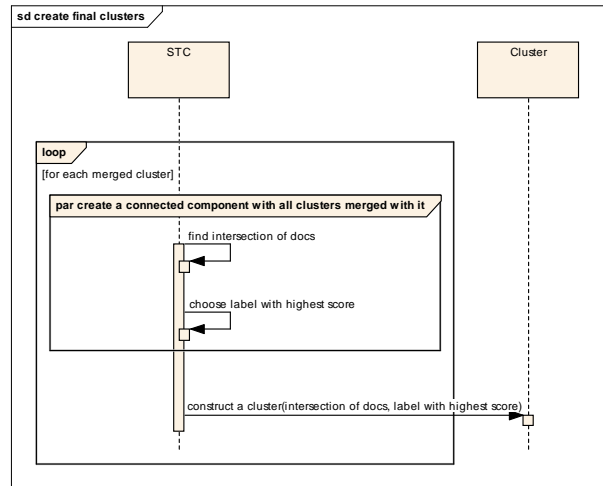 sd create final clusters
STC
Cluster
loop
[for each merged cluster]
par create a connected component with all clusters merged with it
find intersection of docs
choose label with highest score
construct a cluster(intersection of docs, label with highest score)